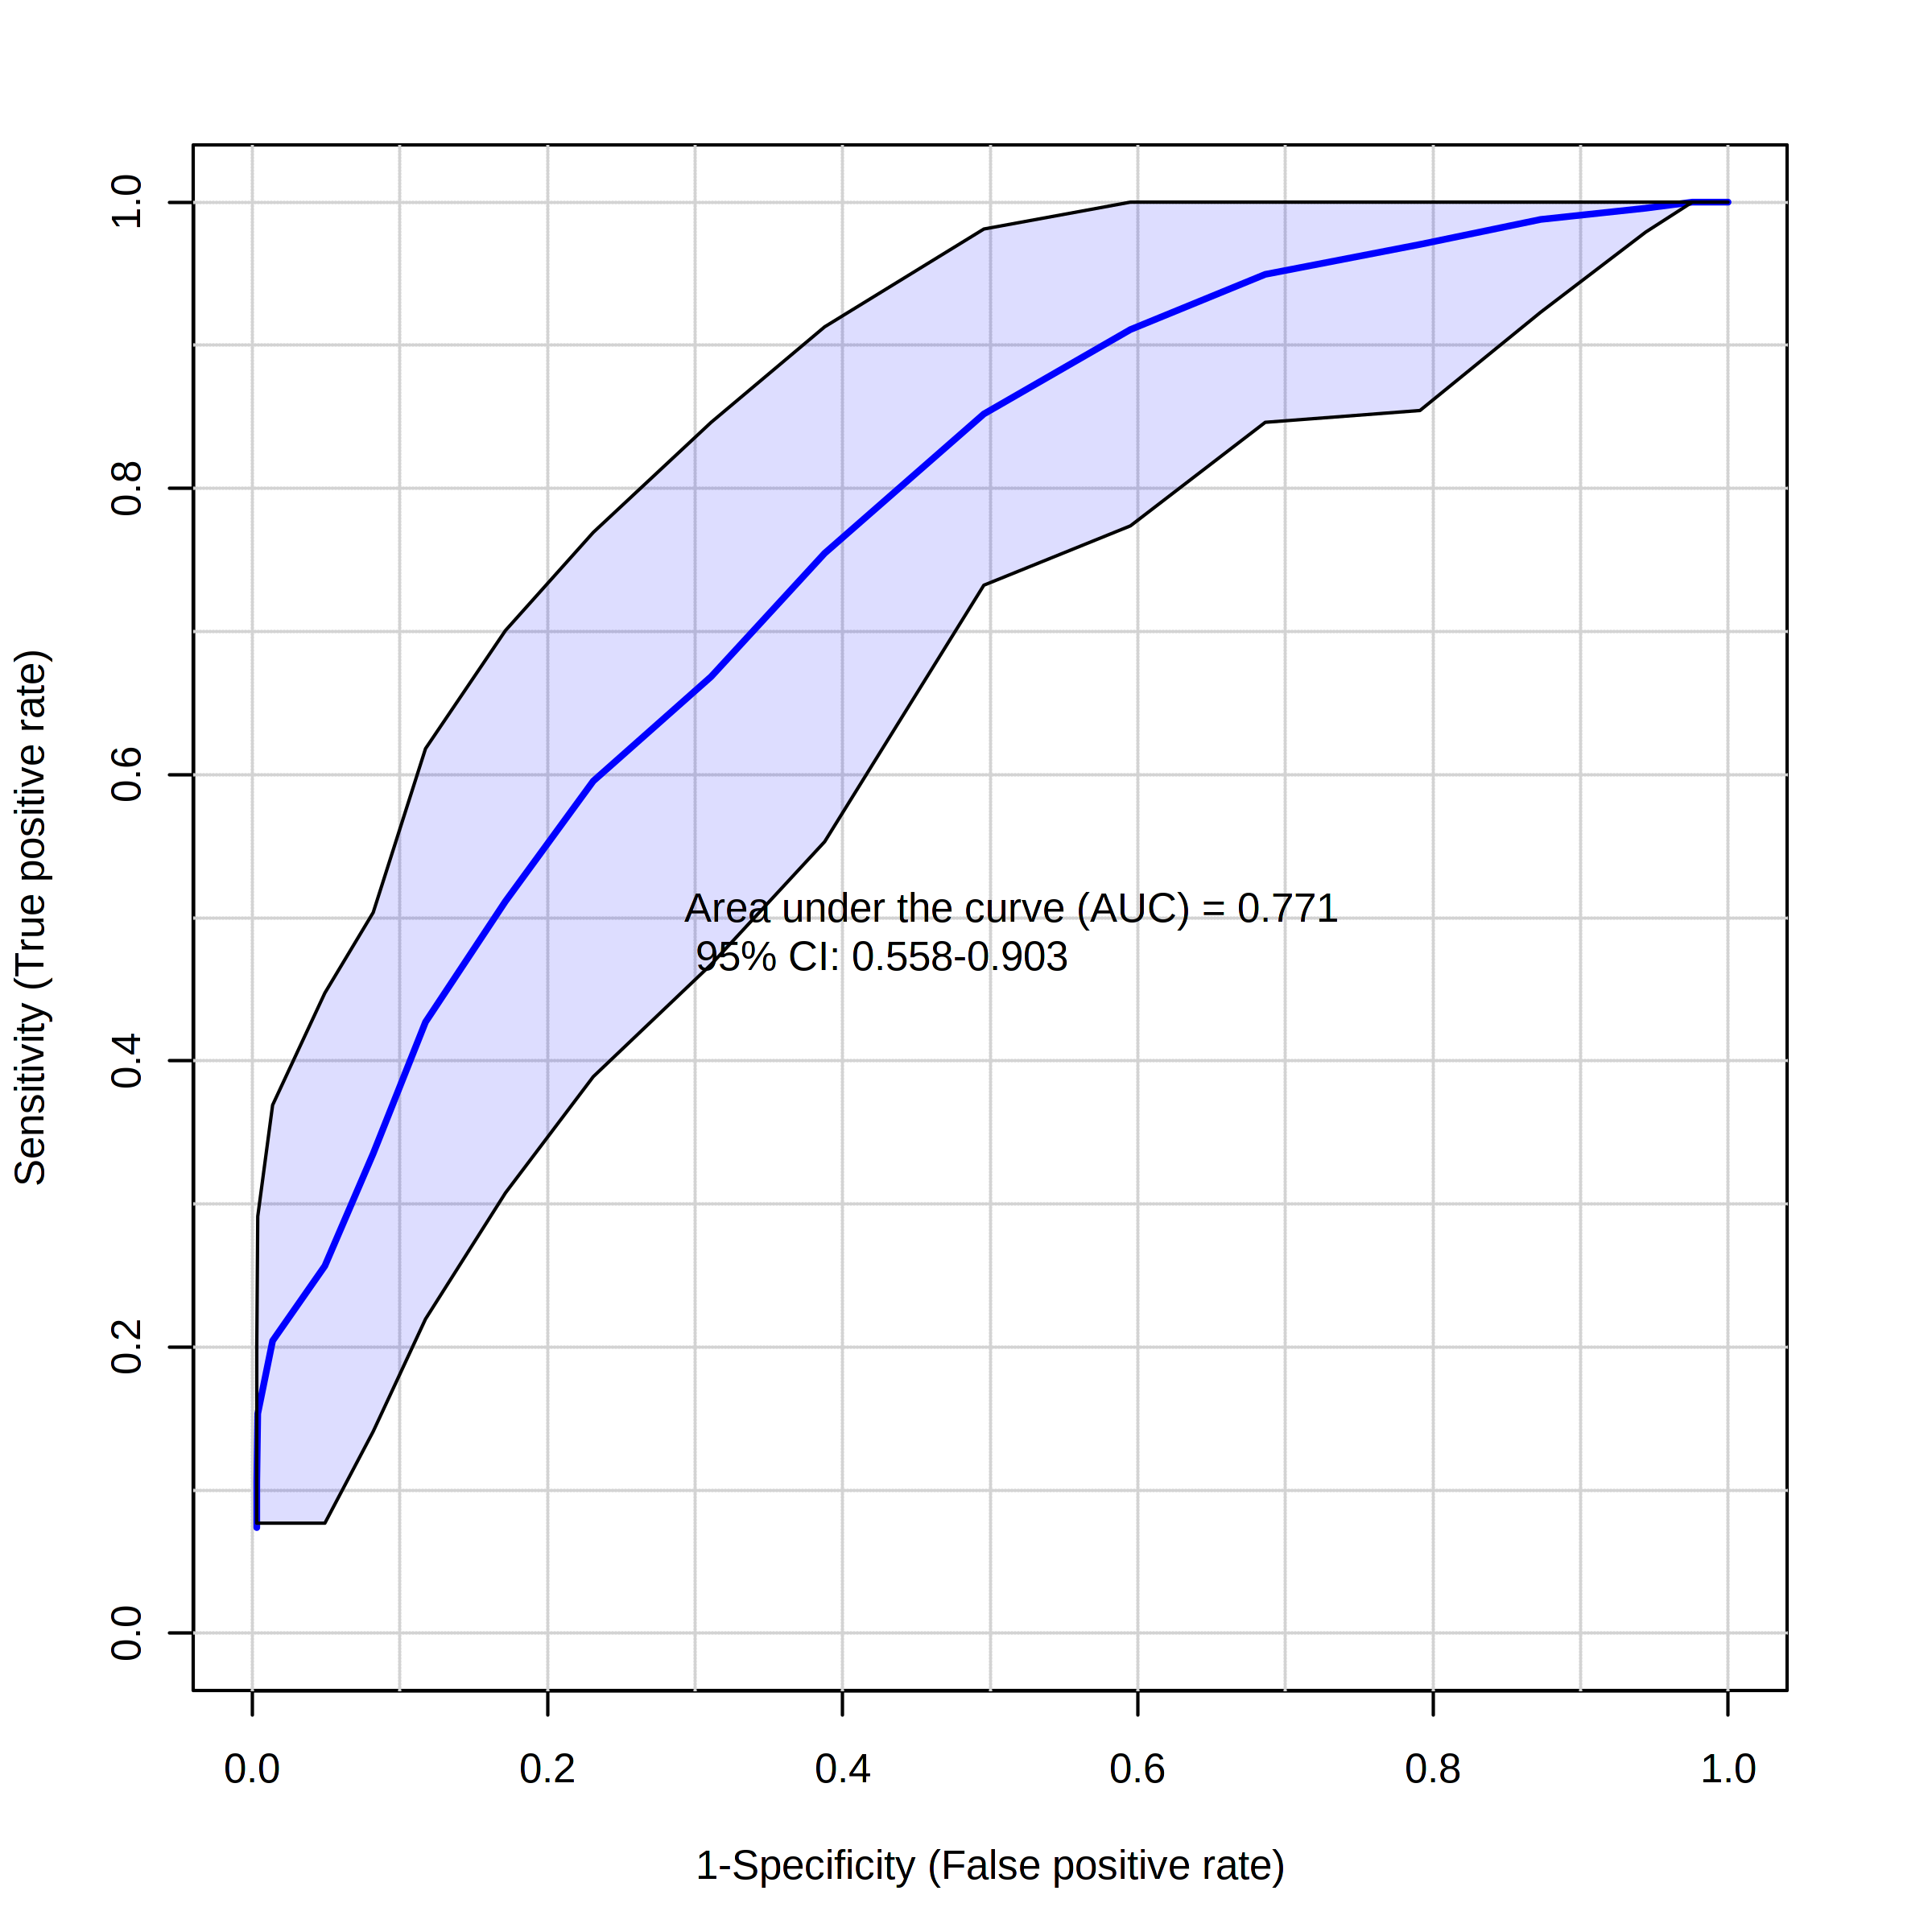 1.0
0.8
0.6
0.4
0.2
0.0
Sensitivity (True positive rate)
Area under the curve (AUC) = 0.771
95% CI: 0.558-0.903
0.0 0.2 0.4 0.6 0.8 1.0
1-Specificity (False positive rate)